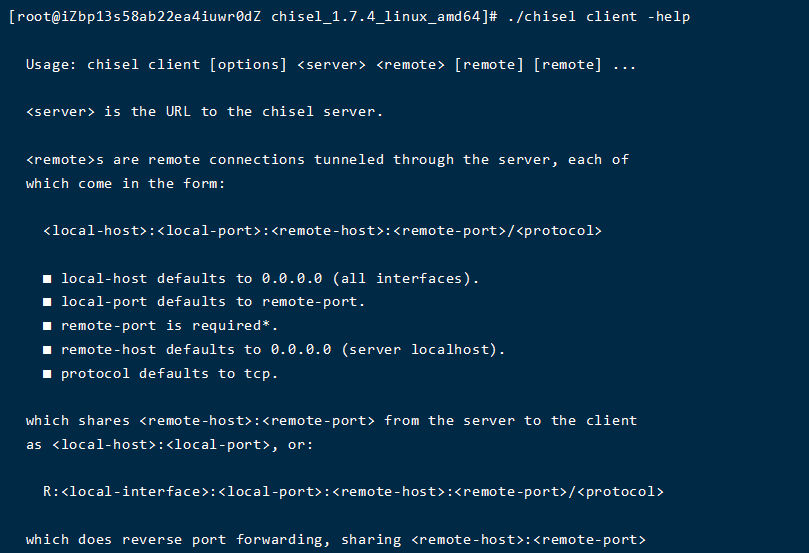 [root@iZbp13s58ab22ea4iuwr0dZ chisel_1.7.4_linux_amd64]# ./chisel client -help
Usage: chisel client [options] <server> <remote> [remote] [remote] ...
<server> is the URL to the chisel server.
<remote>s are remote connections tunneled through the server, each of
which come in the form:
<local-host>:<local-port>:<remote-host>:<remote-port>/<protocol>
■ local-host defaults to 0.0.0.0 (all interfaces).
■ local-port defaults to remote-port.
■ remote-port is required*.
■ remote-host defaults to 0.0.0.0 (server localhost).
■ protocol defaults to tcp.
which shares <remote-host>:<remote-port> from the server to the client
as <local-host>:<local-port>, or:
R:<local-interface>:<local-port>:<remote-host>:<remote-port>/<protocol>
which does reverse port forwarding, sharing <remote-host>:<remote-port>